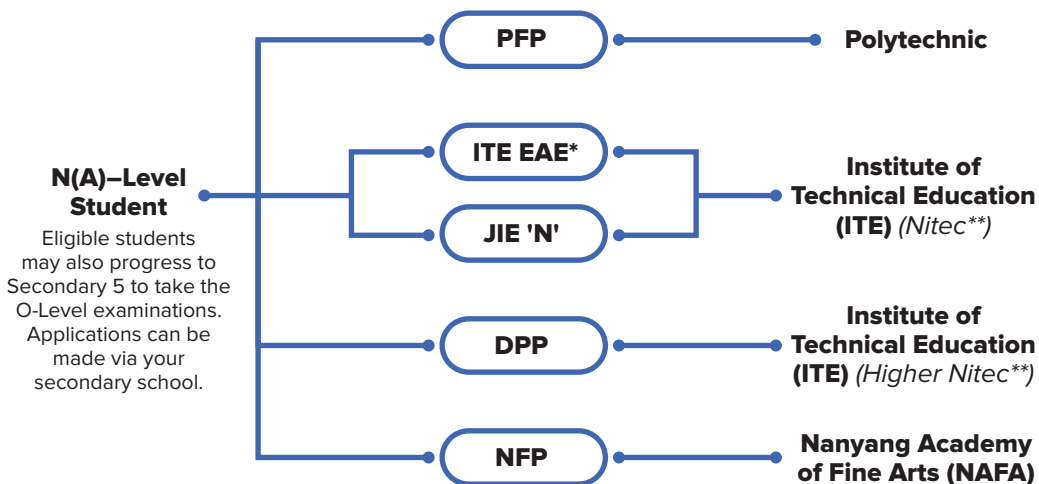 N(A)–Level
Student
Eligible students
may also progress to
Secondary 5 to take the
O-Level examinations.
Applications can be
made via your
secondary school.
PFP
Polytechnic
ITE EAE*
JIE 'N'
Institute of
Technical Education
(ITE) (Nitec**)
DPP
Institute of
Technical Education
(ITE) (Higher Nitec**)
NFP
Nanyang Academy
of Fine Arts (NAFA)